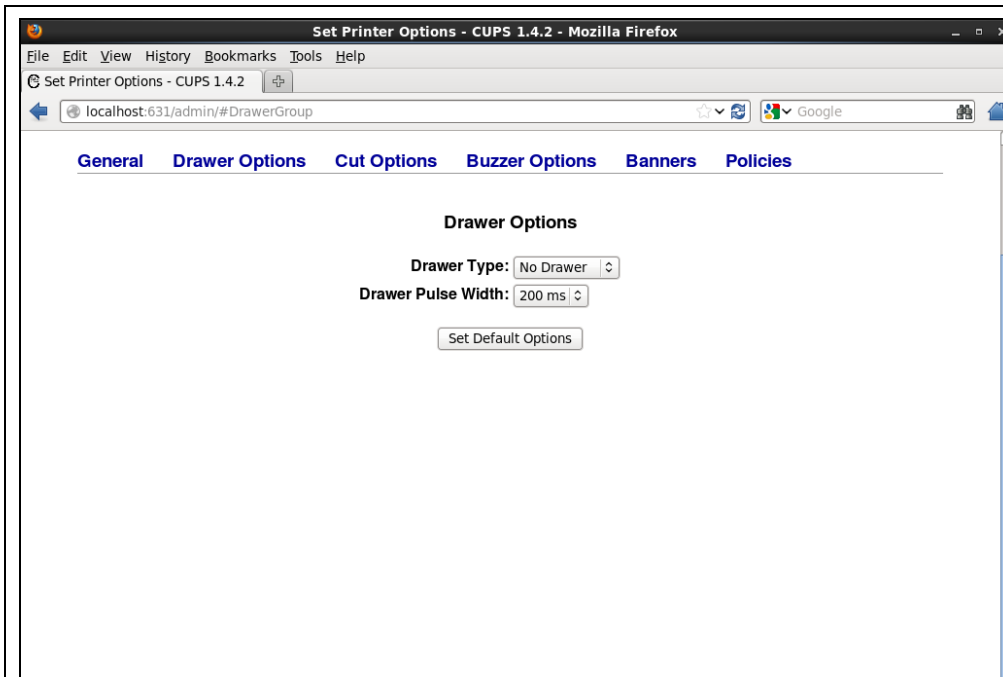 Set Printer Options - CUPS 1.4.2 - Mozilla Firefox
File Edit View History Bookmarks Tools Help
Set Printer Options - CUPS 1.4.2
localhost:631/admin/#DrawerGroup Google
General Drawer Options Cut Options Buzzer Options Banners Policies
Drawer Options
Drawer Type: No Drawer
Drawer Pulse Width: 200 ms
Set Default Options